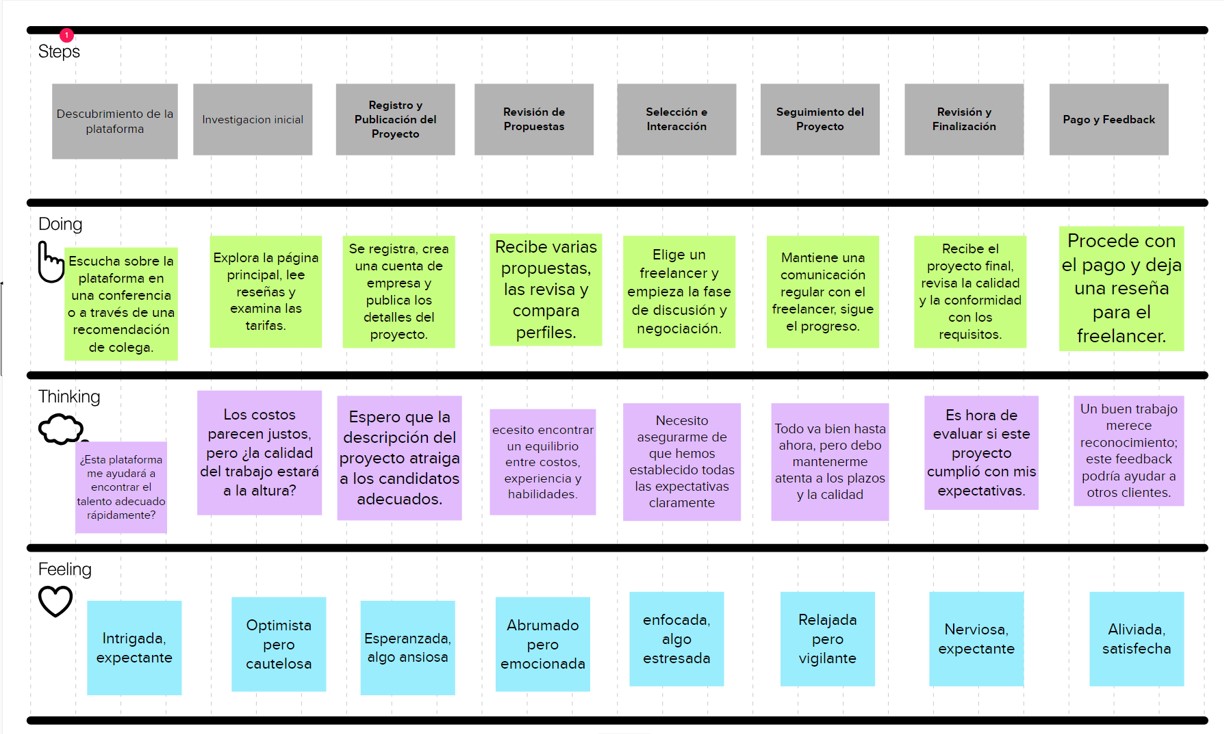 1
Steps
Descubrimiento de la
plataforma
Investigacion inicial
Registro y
Publicación del
Proyecto
Revisión de
Propuestas
Selección e
Interacción
Seguimiento del
Proyecto
Revisión y
Finalización
Pago y Feedback
Doing
Escucha sobre la
plataforma en
una conferencia
o a través de una
recomendación
de colega.
Explora la página
principal, lee
reseñas y
examina las
tarifas.
Se registra, crea
una cuenta de
empresa y
publica los
detalles del
proyecto.
Recibe varias
propuestas,
las revisa y
compara
perfiles.
Elige un
freelancer y
empieza la fase
de discusión y
negociación.
Mantiene una
comunicación
regular con el
freelancer, sigue
el progreso.
Recibe el
proyecto final,
revisa la calidad
y la conformidad
con los
requisitos.
Procede con
el pago y deja
una reseña
para el
freelancer.
Thinking
¿Esta plataforma
me ayudará a
encontrar el
talento adecuado
rápidamente?
Los costos
parecen justos,
pero ¿la calidad
del trabajo estará
a la altura?
Espero que la
descripción del
proyecto atraiga
a los candidatos
adecuados.
ecesito encontrar
un equilibrio
entre costos,
experiencia y
habilidades.
Necesito
asegurarme de
que hemos
establecido todas
las expectativas
claramente
Todo va bien hasta
ahora, pero debo
mantenerme
atenta a los plazos
y la calidad
Es hora de
evaluar si este
proyecto
cumplió con mis
expectativas.
Un buen trabajo
merece
reconocimiento;
este feedback
podría ayudar a
otros clientes.
Feeling
Intrigada,
expectante
Optimista
pero
cautelosa
Esperanzada,
algo ansiosa
Abrumado
pero
emocionada
enfocada,
algo
estresada
Relajada
pero
vigilante
Nerviosa,
expectante
Aliviada,
satisfecha